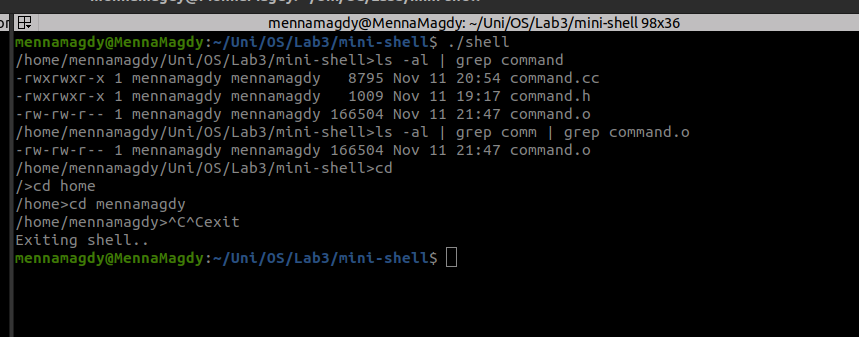 mennamagdy@MennaMagdy: ~/Uni/OS/Lab3/mini-shell 98x36
mennamagdy@MennaMagdy:~/Uni/OS/Lab3/mini-shell$ ./shell
/home/mennamagdy/Uni/OS/Lab3/mini-shell>ls -al | grep command
-rwxrwxr-x 1 mennamagdy mennamagdy   8795 Nov 11 20:54 command.cc
-rwxrwxr-x 1 mennamagdy mennamagdy   1009 Nov 11 19:17 command.h
-rw-rw-r-- 1 mennamagdy mennamagdy 166504 Nov 11 21:47 command.o
/home/mennamagdy/Uni/OS/Lab3/mini-shell>ls -al | grep comm | grep command.o
-rw-rw-r-- 1 mennamagdy mennamagdy 166504 Nov 11 21:47 command.o
/home/mennamagdy/Uni/OS/Lab3/mini-shell>cd
/>cd home
/home>cd mennamagdy
/home/mennamagdy>^C^Cexit
Exiting shell..
mennamagdy@MennaMagdy:~/Uni/OS/Lab3/mini-shell$